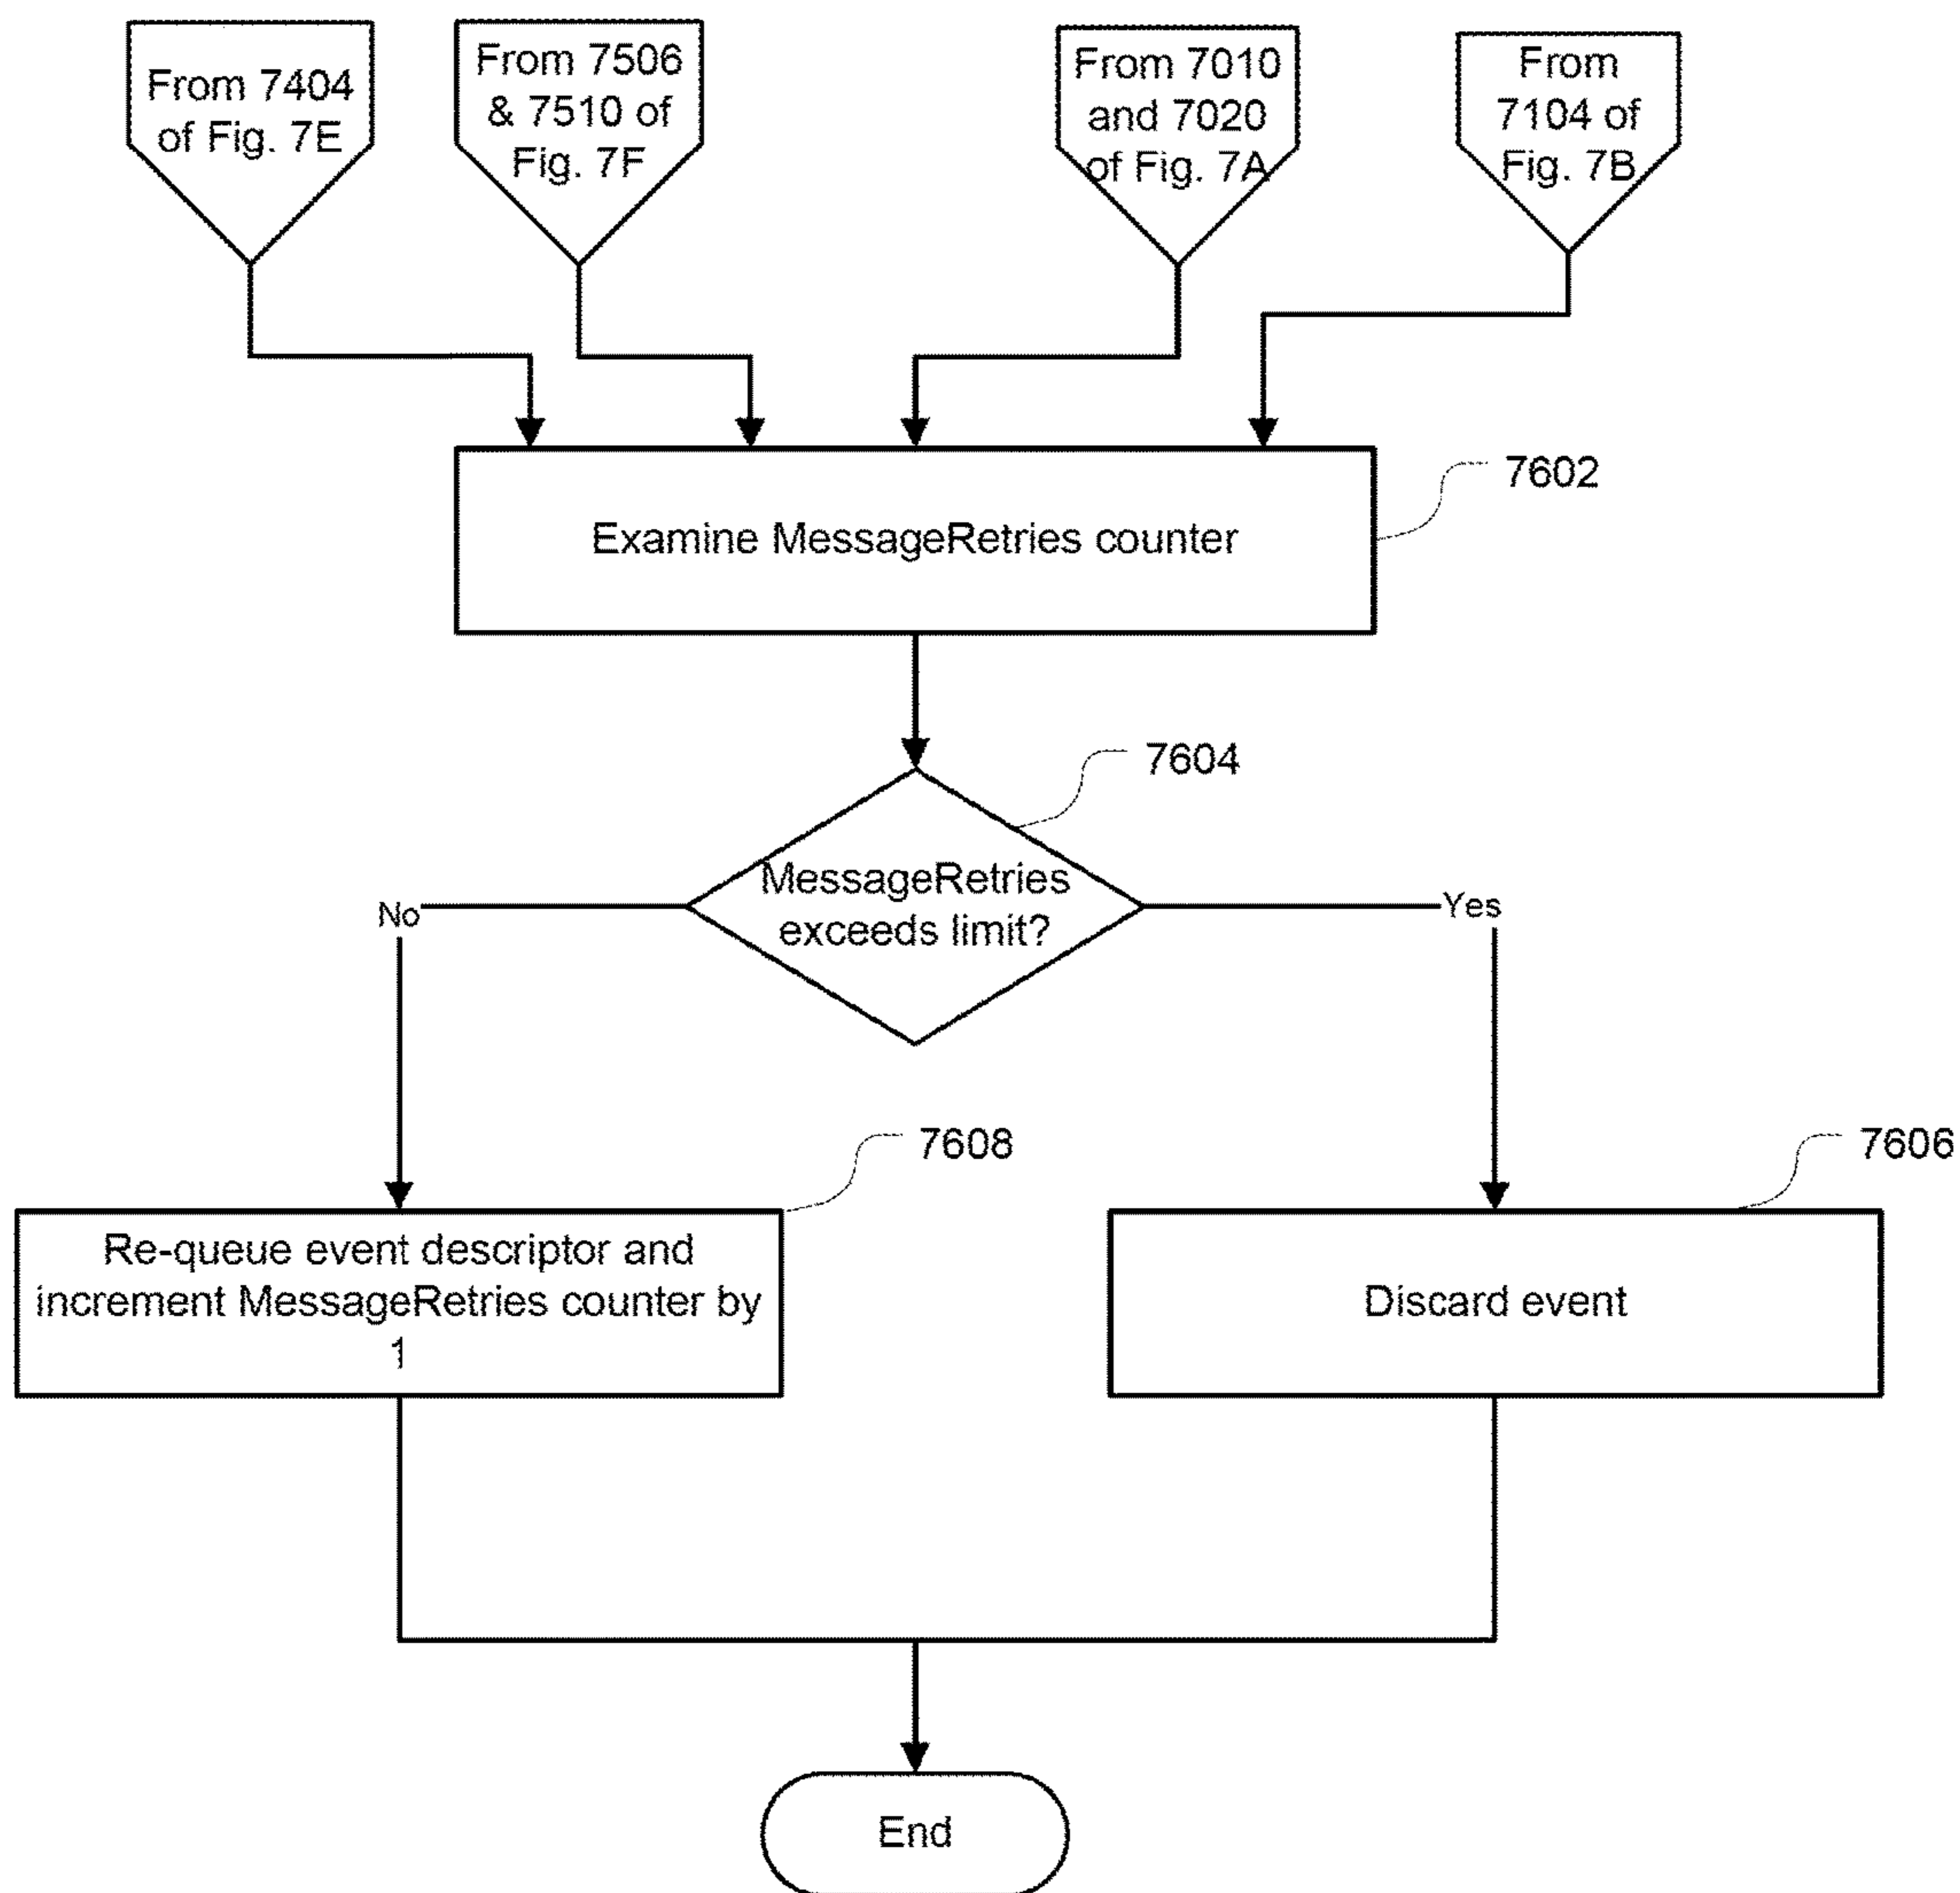 From 7404
of Fig. 7E
From 7506
& 7510 of
Fig. 7F
From 7010
and 7020
of Fig. 7A
From
7104 of
Fig. 7B
Examine MessageRetries counter
7602
7604
MessageRetries
exceeds limit?
No
Yes
7608
7606
Re-queue event descriptor and
increment MessageRetries counter by
1
Discard event
End